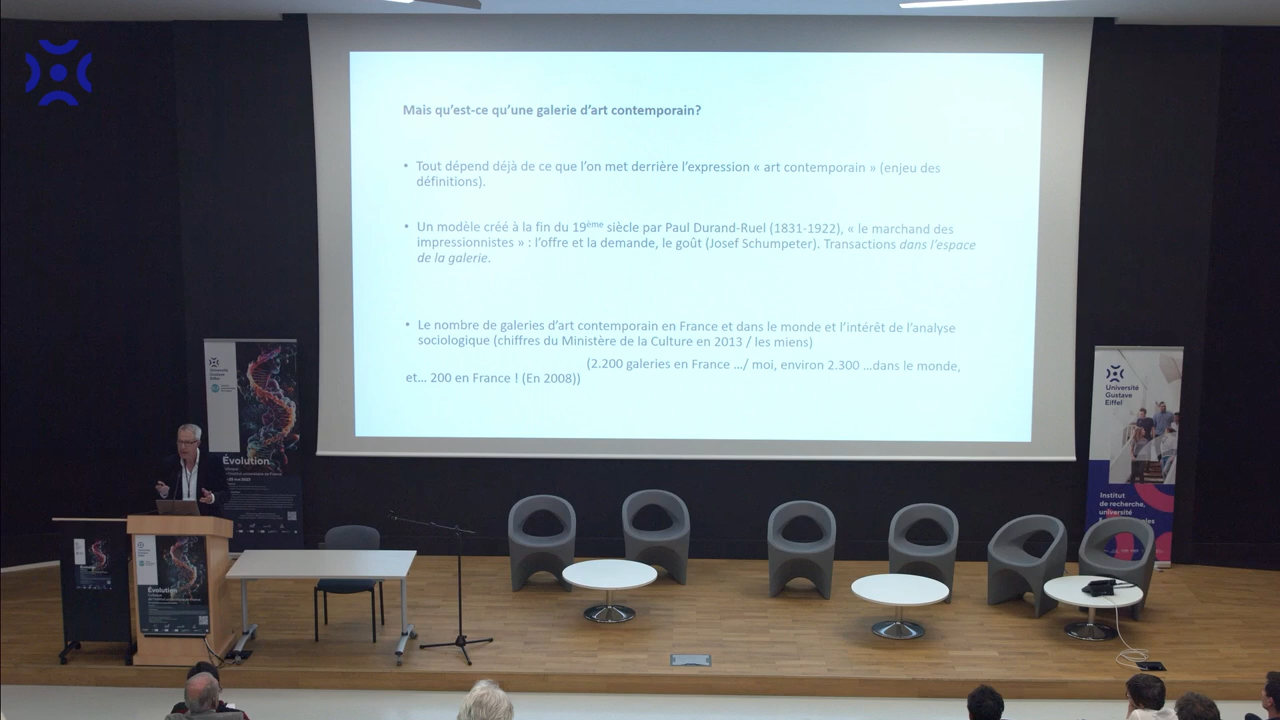 Mais qu'est-ce qu'une galerie d'art contemporain?
• Tout dépend déjà de ce que l'on met derrière l'expression « art contemporain » (enjeu des
définitions).
• Un modèle créé à la fin du 19ème siècle par Paul Durand-Ruel (1831-1922), « le marchand des
impressionnistes » : l'offre et la demande, le goût (Josef Schumpeter). Transactions dans l'espace
de la galerie.
• Le nombre de galeries d'art contemporain en France et dans le monde et l'intérêt de l'analyse
sociologique (chiffres du Ministère de la Culture en 2013 / les miens)
(2.200 galeries en France …/ moi, environ 2.300 …dans le monde,
et… 200 en France ! (En 2008))
Université
Gustave
Eiffel
Évolution
Université
Gustave
Eiffel
Institut
de recherche,
université
Évolution